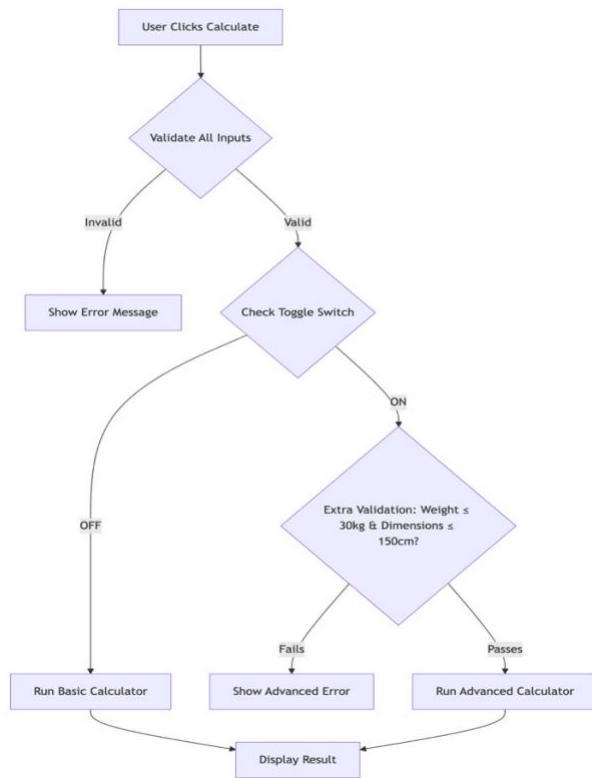 User Clicks Calculate
Validate All Inputs
Invalid
Valid
Show Error Message
Check Toggle Switch
ON
OFF
Extra Validation: Weight ≤
30kg & Dimensions ≤
150cm?
Fails
Passes
Run Basic Calculator
Show Advanced Error
Run Advanced Calculator
Display Result